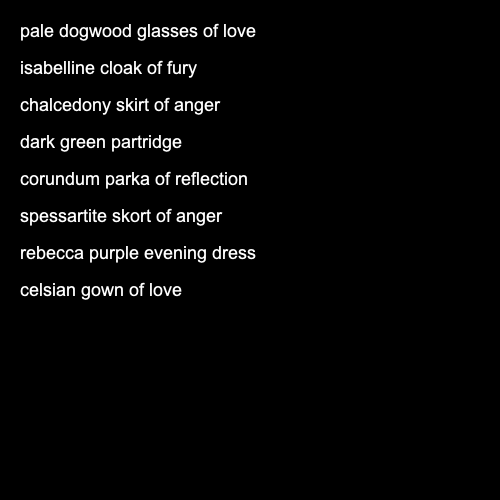 pale dogwood glasses of love
isabelline cloak of fury
chalcedony skirt of anger
dark green partridge
corundum parka of reflection
spessartite skort of anger
rebecca purple evening dress
celsian gown of love